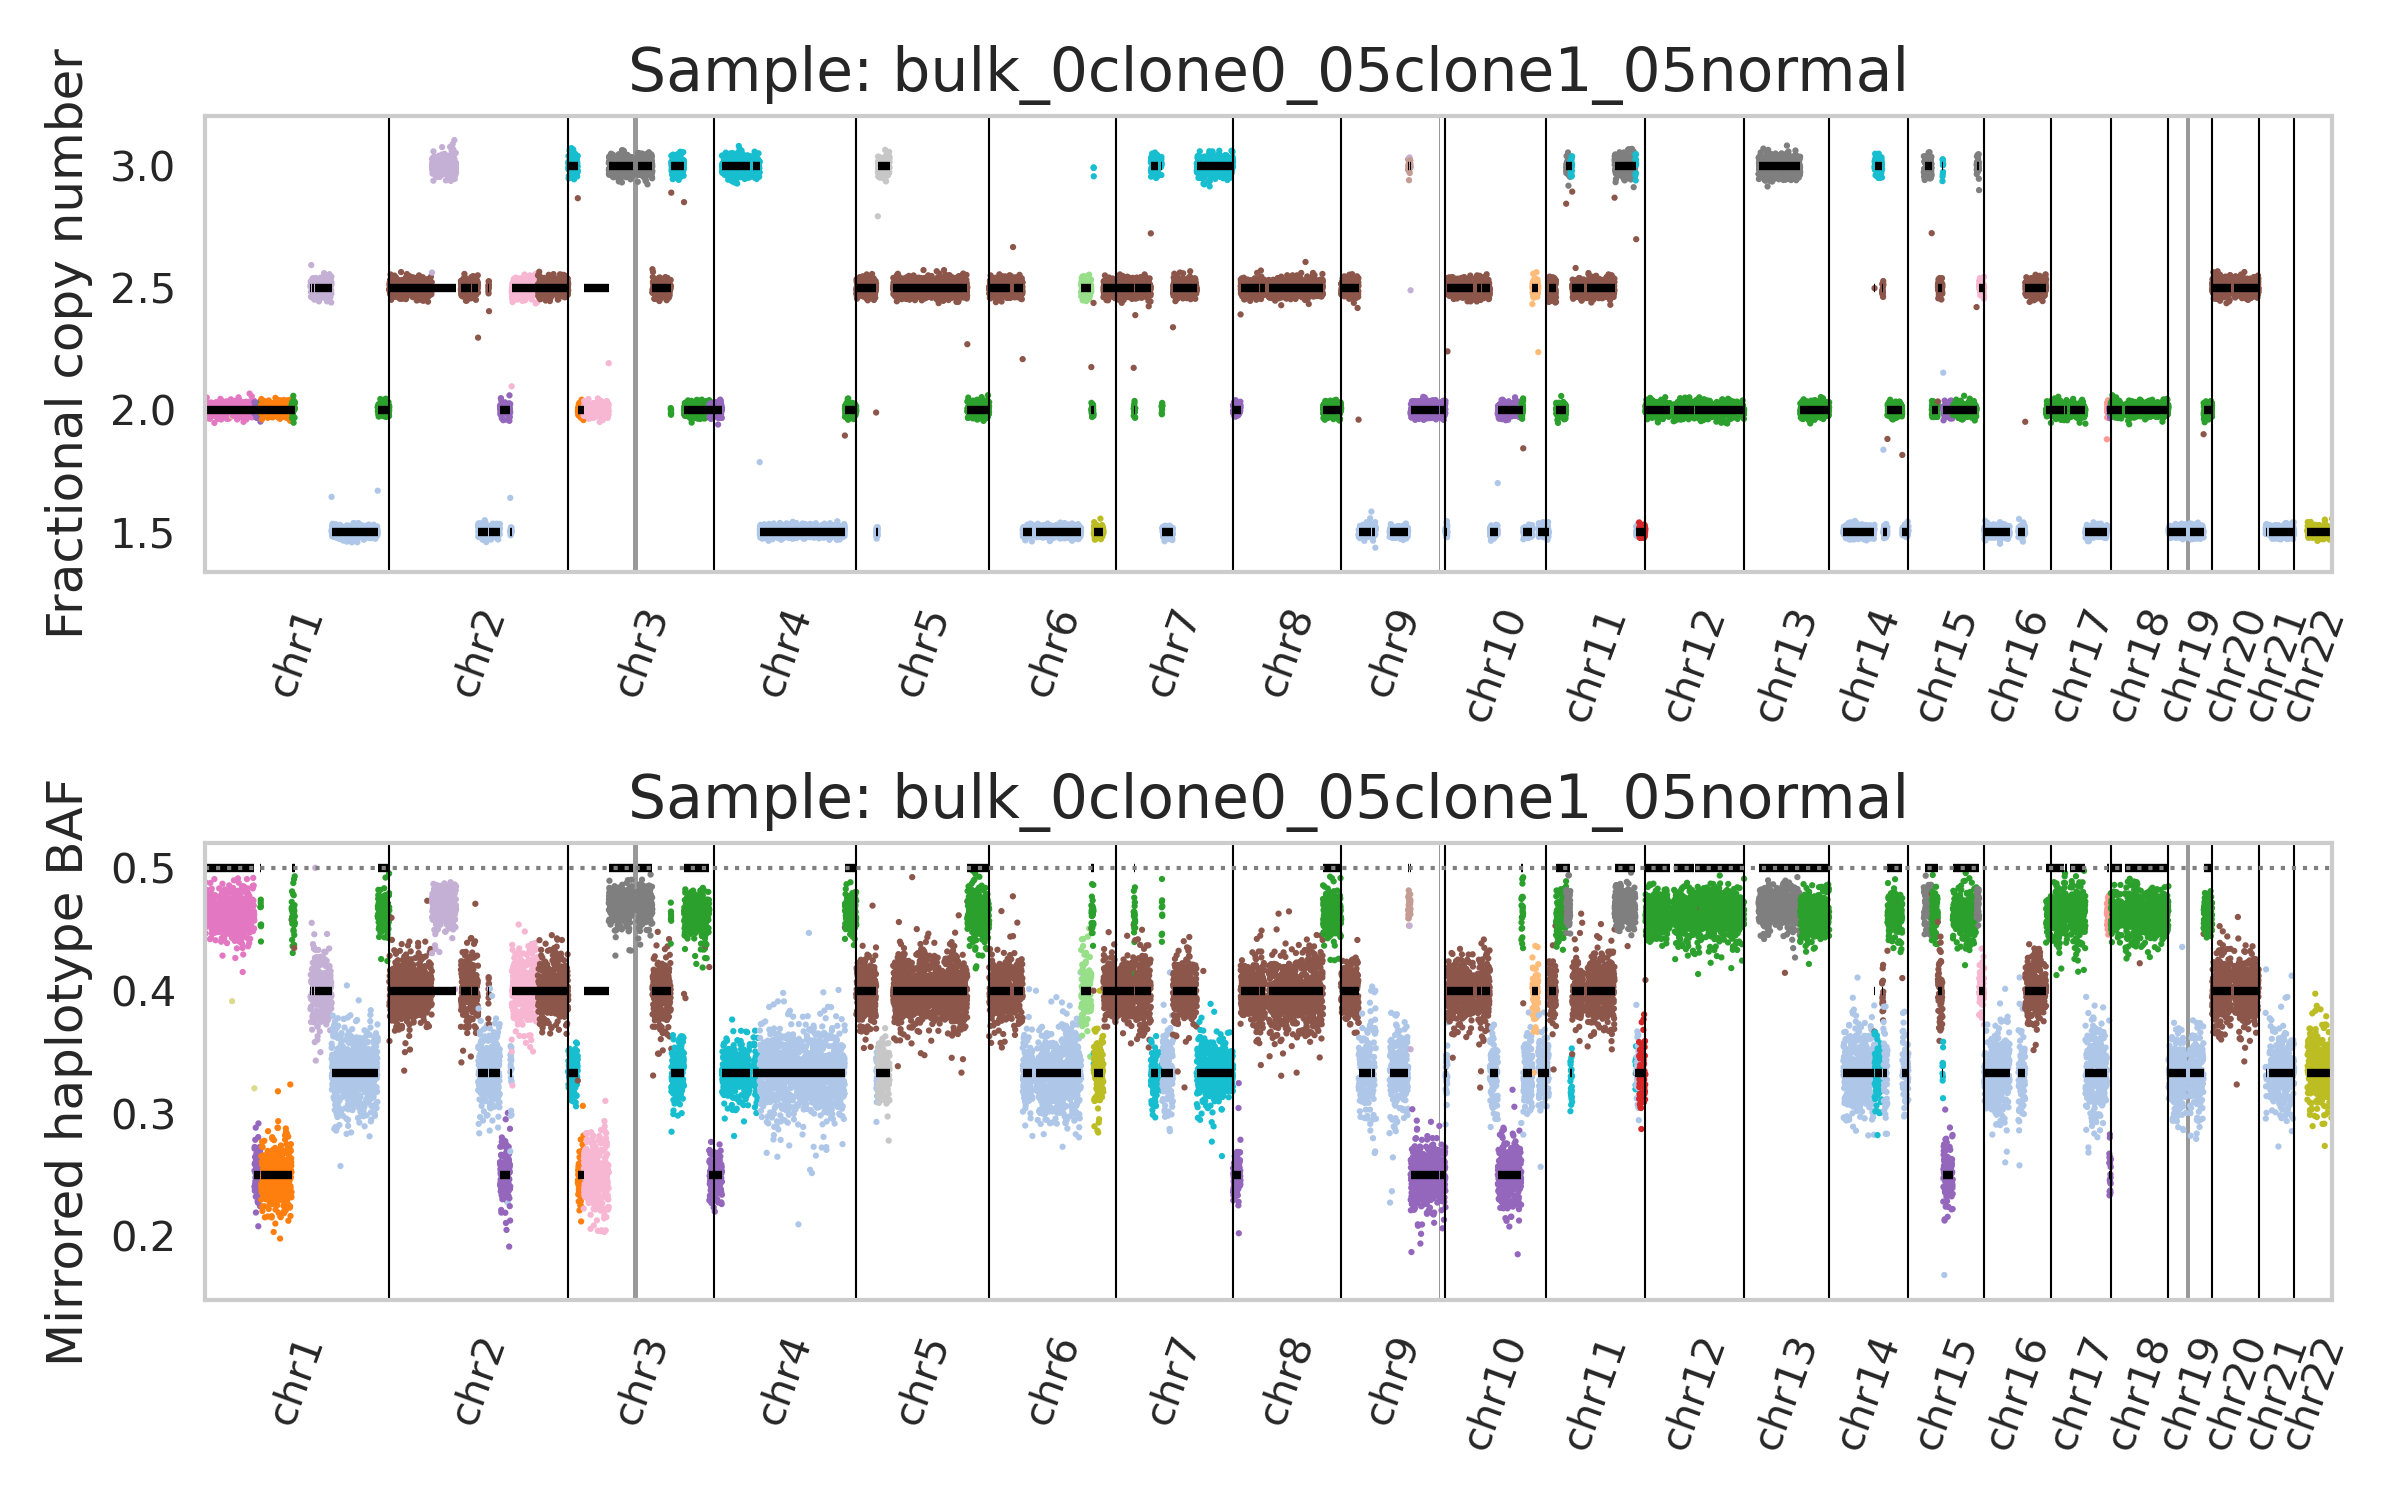 Sample: bulk_0clone0_05clone1_05normal
Fractional copy number
3.0
2.5
2.0
1.5
chr1
chr2
chr3
chr4
chr5
chr6
chr7
chr8
chr9
chr10
chr11
chr12
chr13
chr14
chr15
chr16
chr17
chr18
chr19
chr20
chr21
chr22
Sample: bulk_0clone0_05clone1_05normal
Mirrored haplotype BAF
0.5
0.4
0.3
0.2
chr1
chr2
chr3
chr4
chr5
chr6
chr7
chr8
chr9
chr10
chr11
chr12
chr13
chr14
chr15
chr16
chr17
chr18
chr19
chr20
chr21
chr22